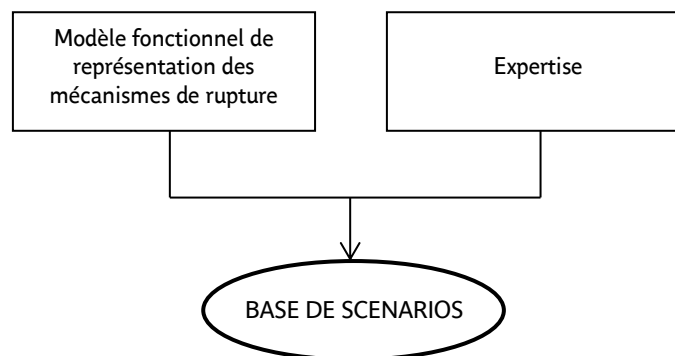 Modèle fonctionnel de
représentation des
mécanismes de rupture
Expertise
BASE DE SCENARIOS